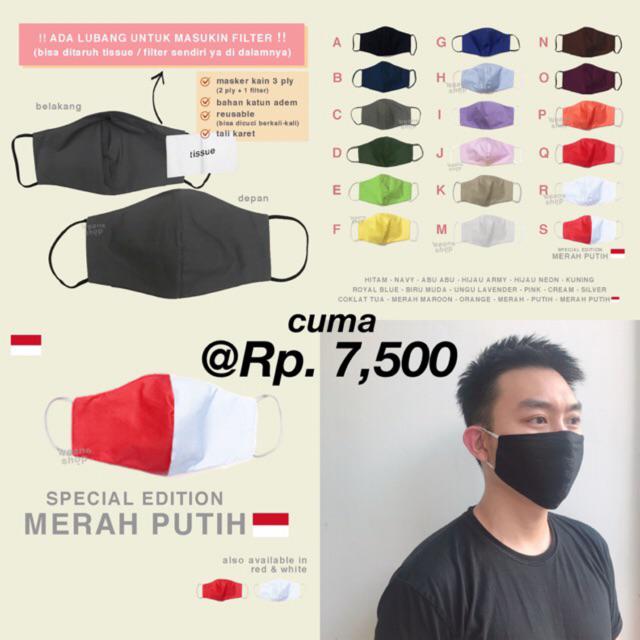 !! ADA LUBANG UNTUK MASUKIN FILTER !!
(bisa ditaruh tissue / filter sendiri ya di dalamnya)
belakang
masker kain 3 ply
(2 ply + 1 filter)
bahan katun adem
reusable
(bisa dicuci berkali-kali)
tali karet
tissue
depan
weana shop
A
B
C
D
E
F
G
H
I
J
K
M
N
O
P
Q
R
S
SPECIAL EDITION
MERAH PUTIH
HITAM - NAVY - ABU ABU - HIJAU ARMY - HIJAU NEON - KUNING
ROYAL BLUE - BIRU MUDA - UNGU LAVENDER - PINK - CREAM - SILVER
COKLAT TUA - MERAH MAROON - ORANGE - MERAH - PUTIH - MERAH PUTIH
cuma
@Rp. 7,500
SPECIAL EDITION
MERAH PUTIH
also available in
red & white